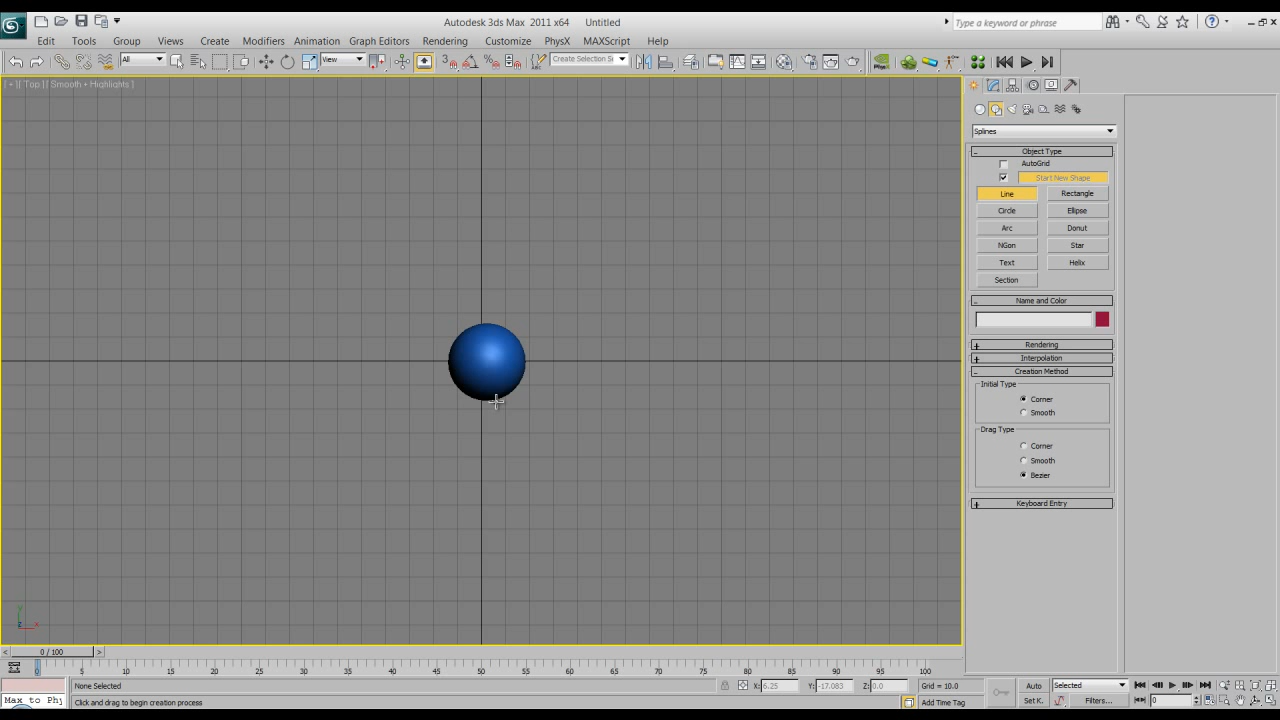 Autodesk 3ds Max 2011 x64 Untitled
Type a keyword or phrase
Edit Tools Group Views Create Modifiers Animation Graph Editors Rendering Customize PhysX MAXScript Help
All View Create Selection Se
[ + ][ Top ][ Smooth + Highlights ]
Splines
Object Type
AutoGrid
Start New Shape
Line Rectangle
Circle Ellipse
Arc Donut
NGon Star
Text Helix
Section
Name and Color
Rendering
Interpolation
Creation Method
Initial Type
Corner
Smooth
Drag Type
Corner
Smooth
Bezier
Keyboard Entry
y
z x
0 / 100
0 5 10 15 20 25 30 35 40 45 50 55 60 65 70 75 80 85 90 95 100
None Selected X: 6.25 Y: -17.083 Z: 0.0 Grid = 10.0 Auto Selected
Max to Phy Click and drag to begin creation process Add Time Tag Set K. Filters... 0